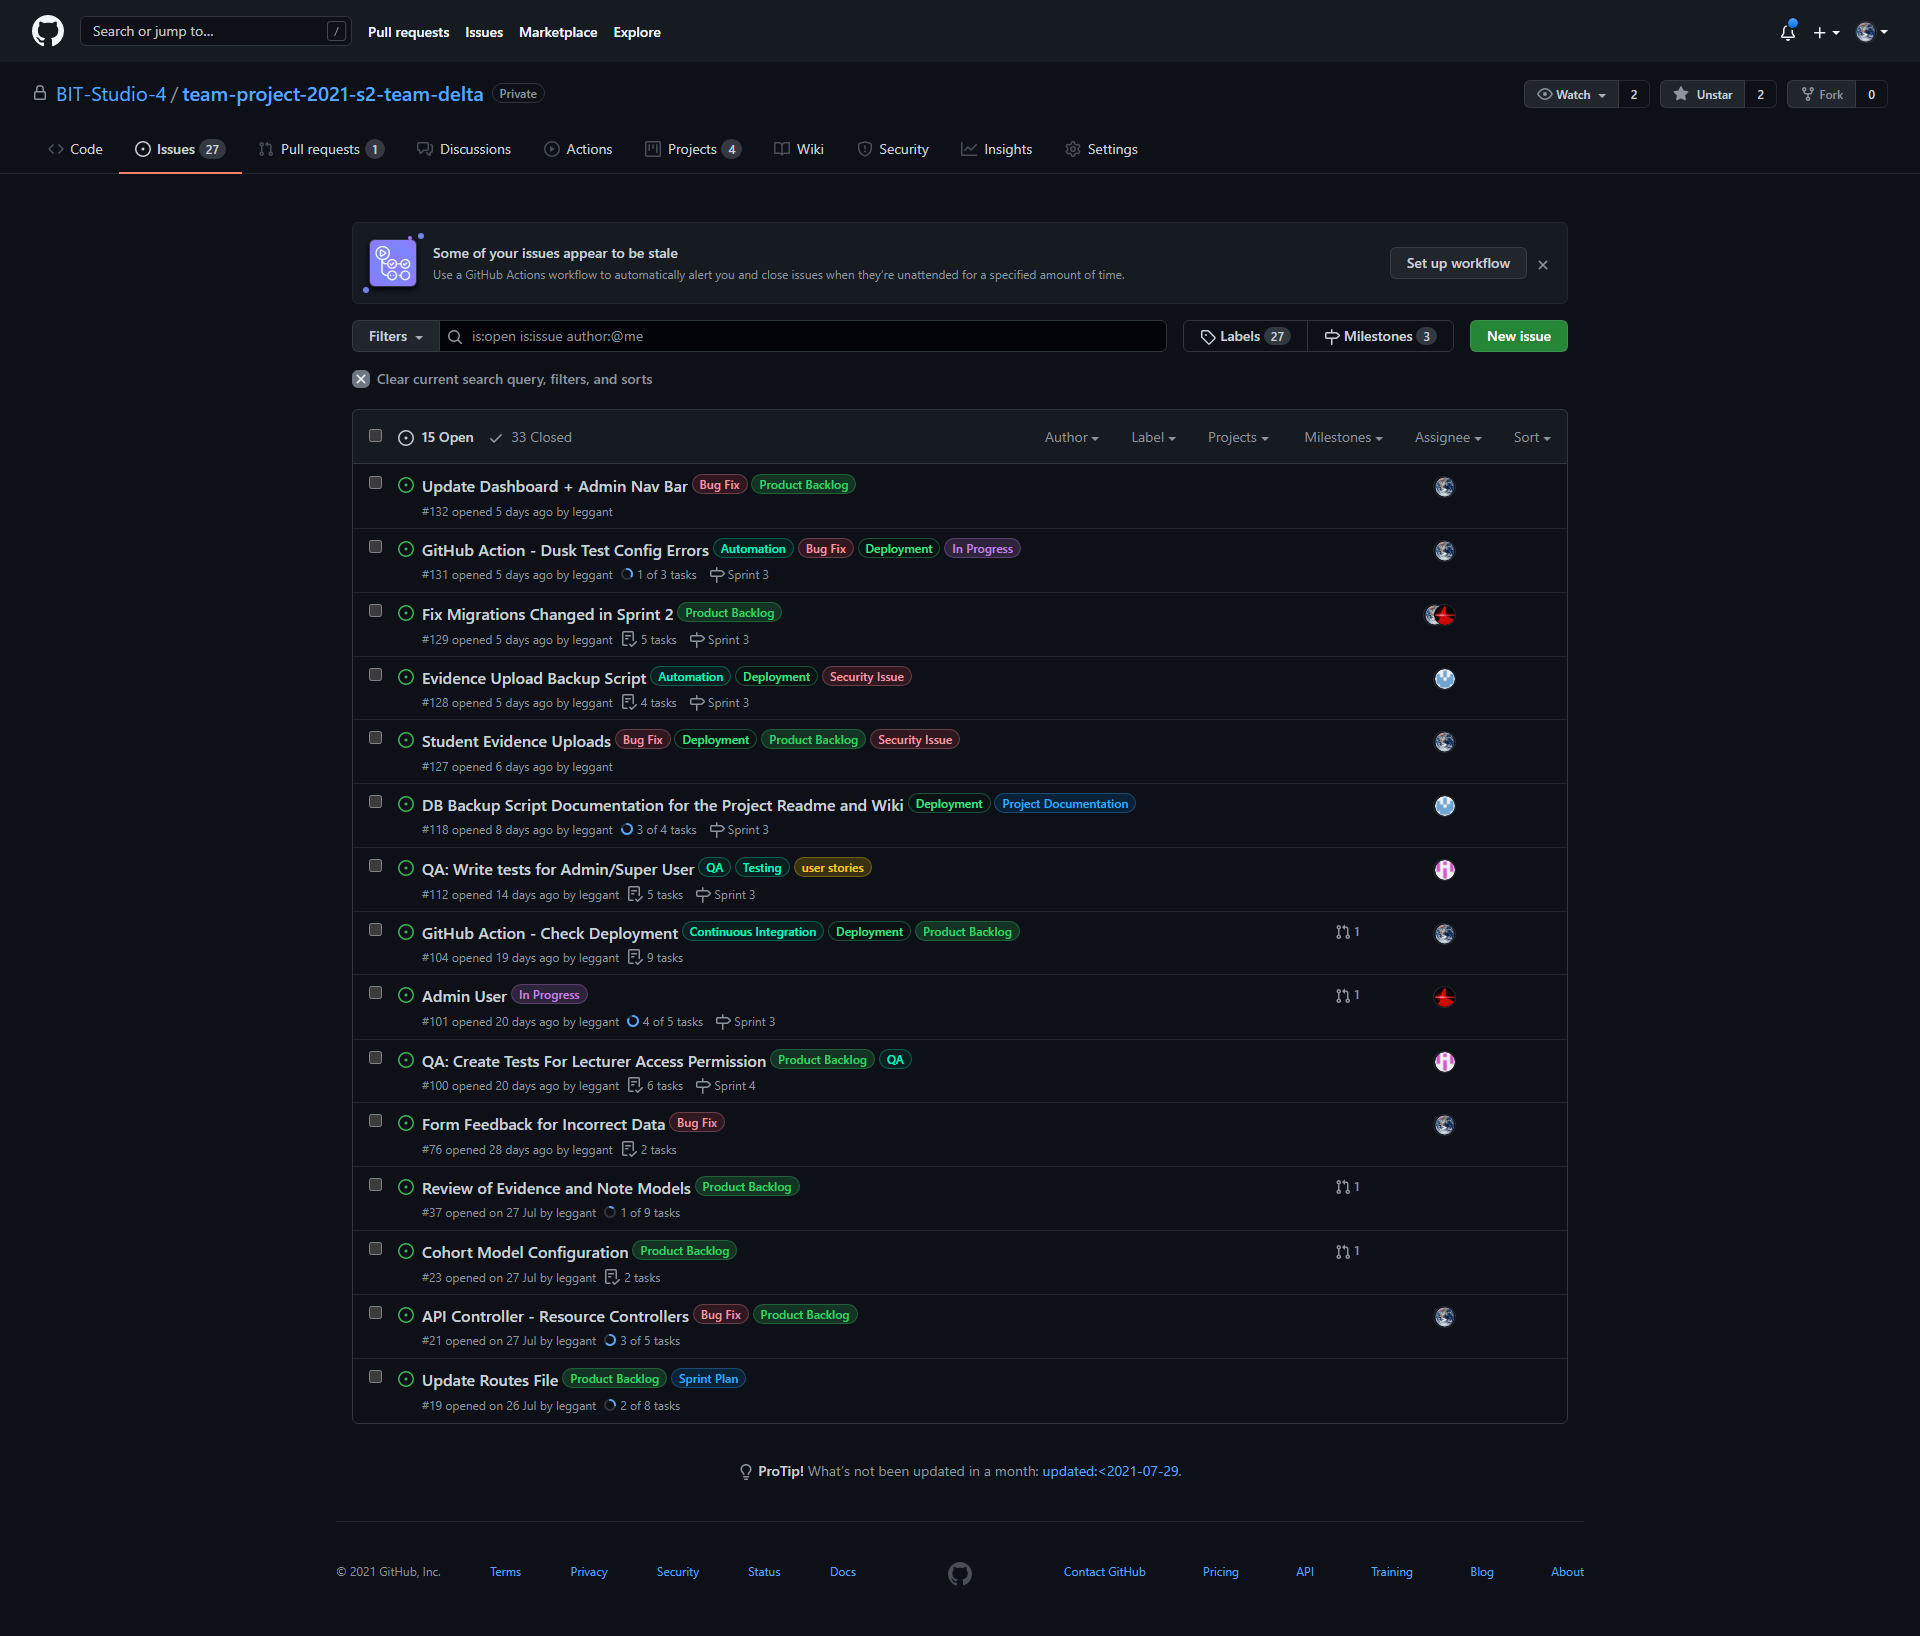 Search or jump to... / Pull requests Issues Marketplace Explore
BIT-Studio-4 / team-project-2021-s2-team-delta Private Watch 2 Unstar 2 Fork 0
Code Issues 27 Pull requests 1 Discussions Actions Projects 4 Wiki Security Insights Settings
Some of your issues appear to be stale
Use a GitHub Actions workflow to automatically alert you and close issues when they're unattended for a specified amount of time.
Set up workflow
Filters is:open is:issue author:@me Labels 27 Milestones 3 New issue
Clear current search query, filters, and sorts
15 Open 33 Closed Author Label Projects Milestones Assignee Sort
Update Dashboard + Admin Nav Bar Bug Fix Product Backlog
#132 opened 5 days ago by leggant
GitHub Action - Dusk Test Config Errors Automation Bug Fix Deployment In Progress
#131 opened 5 days ago by leggant 1 of 3 tasks Sprint 3
Fix Migrations Changed in Sprint 2 Product Backlog
#129 opened 5 days ago by leggant 5 tasks Sprint 3
Evidence Upload Backup Script Automation Deployment Security Issue
#128 opened 5 days ago by leggant 4 tasks Sprint 3
Student Evidence Uploads Bug Fix Deployment Product Backlog Security Issue
#127 opened 6 days ago by leggant
DB Backup Script Documentation for the Project Readme and Wiki Deployment Project Documentation
#118 opened 8 days ago by leggant 3 of 4 tasks Sprint 3
QA: Write tests for Admin/Super User QA Testing user stories
#112 opened 14 days ago by leggant 5 tasks Sprint 3
GitHub Action - Check Deployment Continuous Integration Deployment Product Backlog 1
#104 opened 19 days ago by leggant 9 tasks
Admin User In Progress 1
#101 opened 20 days ago by leggant 4 of 5 tasks Sprint 3
QA: Create Tests For Lecturer Access Permission Product Backlog QA
#100 opened 20 days ago by leggant 6 tasks Sprint 4
Form Feedback for Incorrect Data Bug Fix
#76 opened 28 days ago by leggant 2 tasks
Review of Evidence and Note Models Product Backlog 1
#37 opened on 27 Jul by leggant 1 of 9 tasks
Cohort Model Configuration Product Backlog 1
#23 opened on 27 Jul by leggant 2 tasks
API Controller - Resource Controllers Bug Fix Product Backlog
#21 opened on 27 Jul by leggant 3 of 5 tasks
Update Routes File Product Backlog Sprint Plan
#19 opened on 26 Jul by leggant 2 of 8 tasks
ProTip! What's not been updated in a month: updated:<2021-07-29.
© 2021 GitHub, Inc. Terms Privacy Security Status Docs Contact GitHub Pricing API Training Blog About